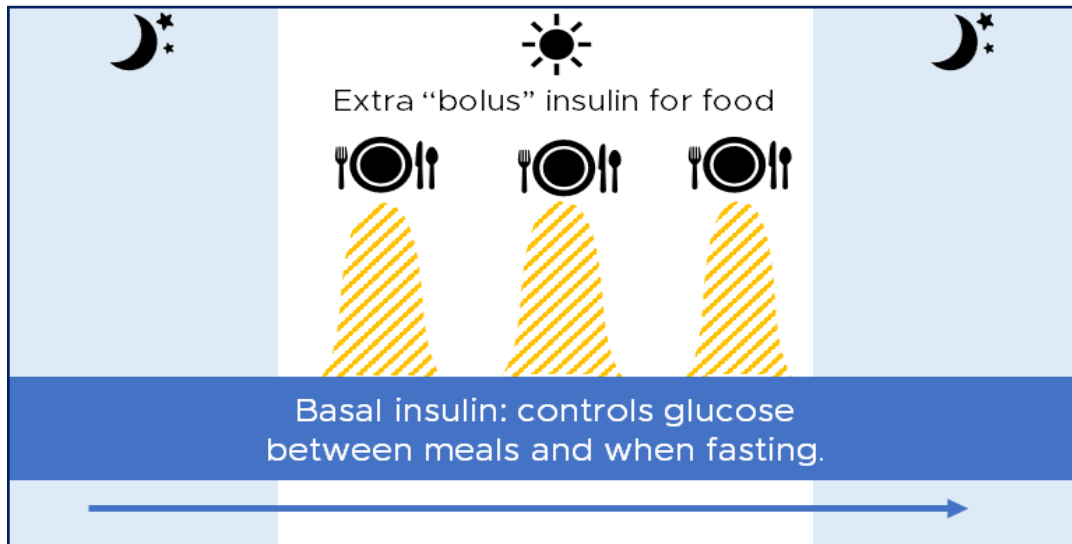 Extra “bolus” insulin for food
Basal insulin: controls glucose
between meals and when fasting.